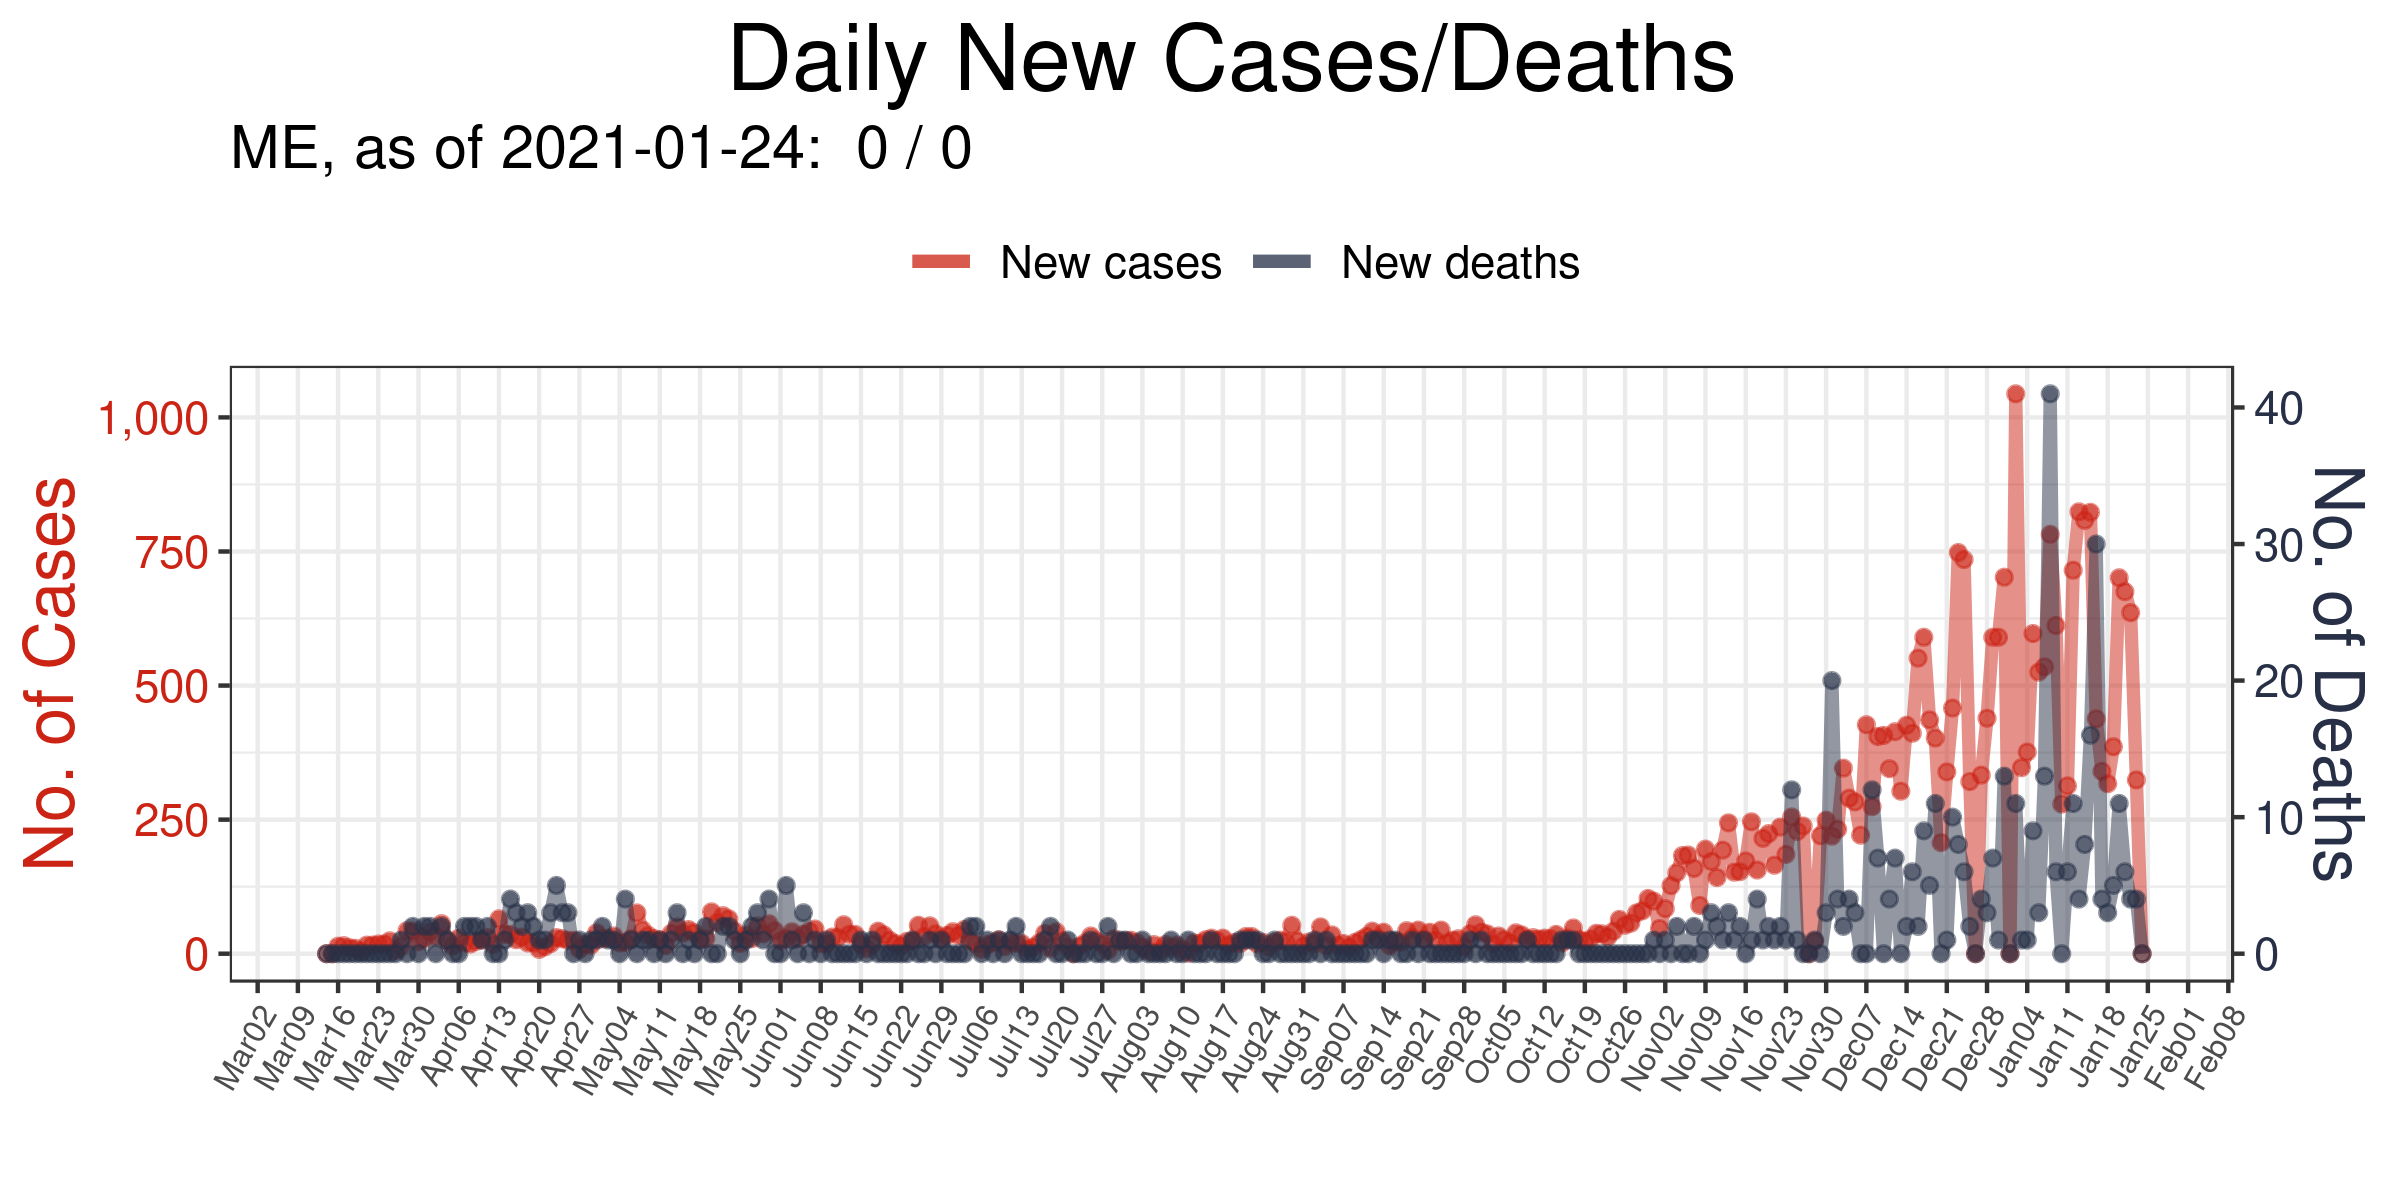 Daily New Cases/Deaths
ME, as of 2021-01-24:  0 / 0
New cases
New deaths
No. of Cases
1,000
750
500
250
0
40
30
20
10
0
No. of Deaths
Mar02
Mar09
Mar16
Mar23
Mar30
Apr06
Apr13
Apr20
Apr27
May04
May11
May18
May25
Jun01
Jun08
Jun15
Jun22
Jun29
Jul06
Jul13
Jul20
Jul27
Aug03
Aug10
Aug17
Aug24
Aug31
Sep07
Sep14
Sep21
Sep28
Oct05
Oct12
Oct19
Oct26
Nov02
Nov09
Nov16
Nov23
Nov30
Dec07
Dec14
Dec21
Dec28
Jan04
Jan11
Jan18
Jan25
Feb01
Feb08